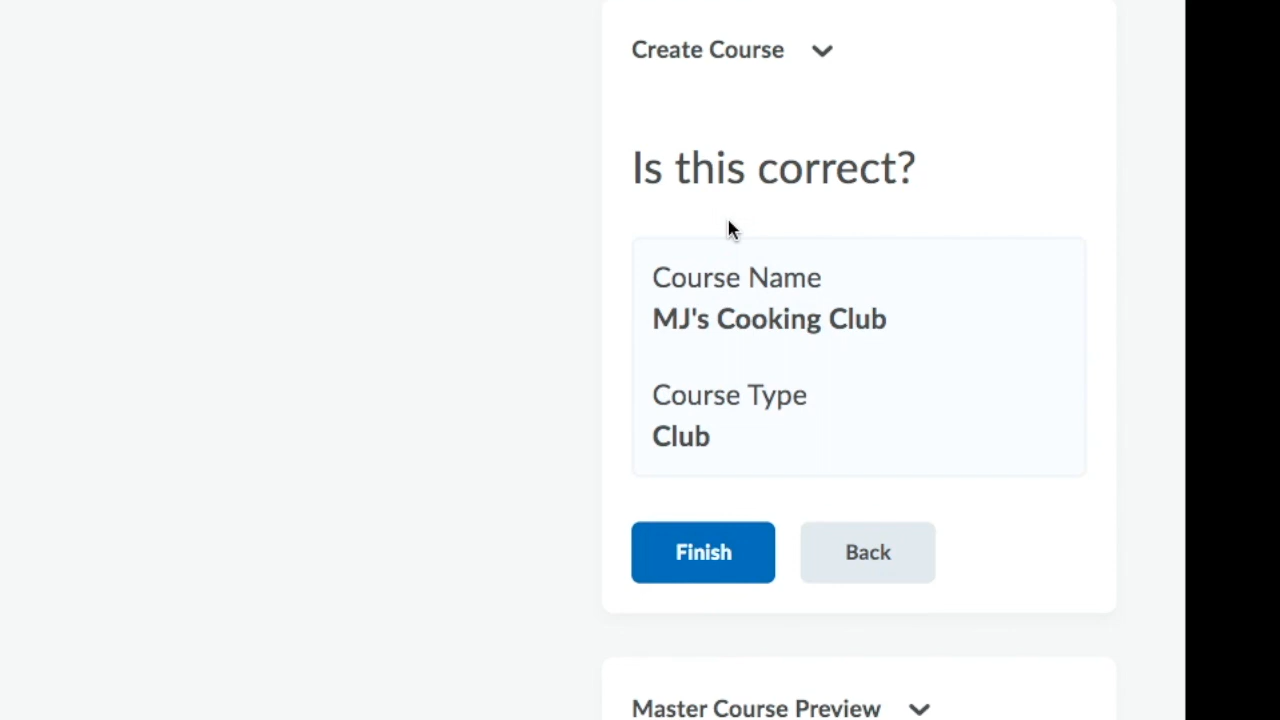 Create Course
Is this correct?
Course Name
MJ's Cooking Club
Course Type
Club
Finish
Back
Master Course Preview